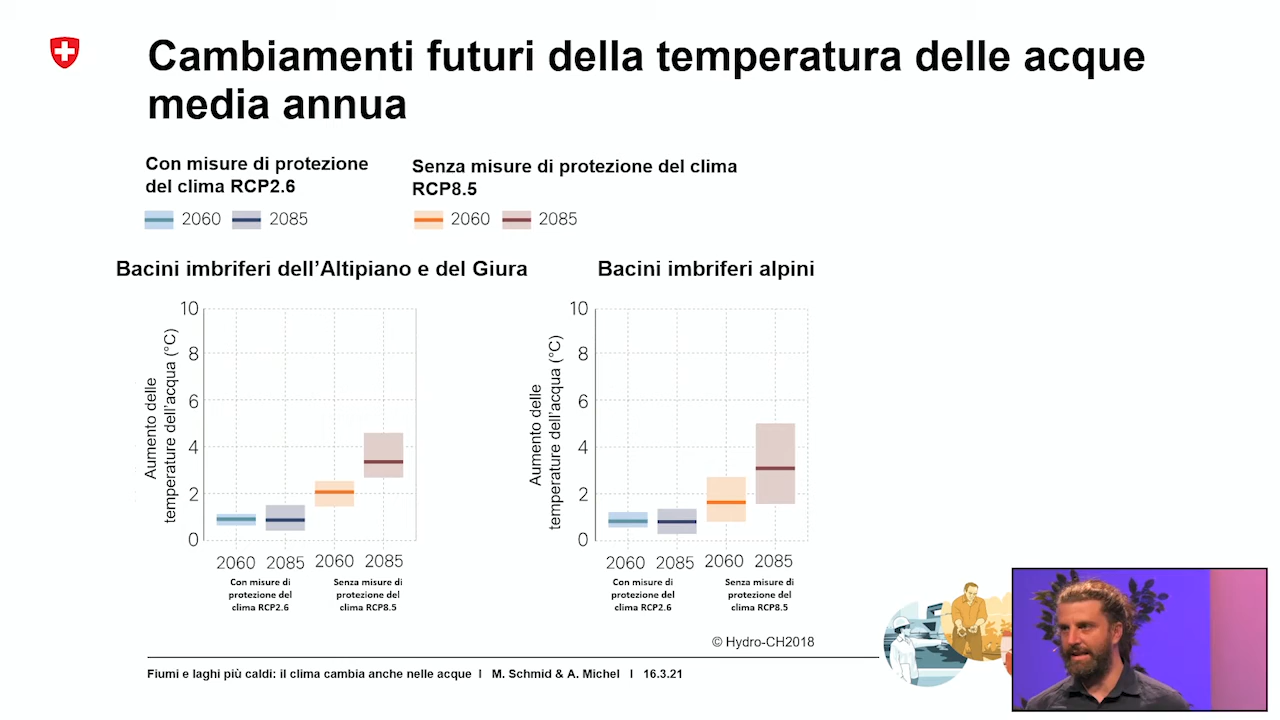 Cambiamenti futuri della temperatura delle acque
media annua
Con misure di protezione
del clima RCP2.6
2060 2085
Senza misure di protezione del clima
RCP8.5
2060 2085
Bacini imbriferi dell’Altipiano e del Giura
Aumento delle
temperature dell’acqua (°C)
10
8
6
4
2
0
2060 2085 2060 2085
Con misure di
protezione del
clima RCP2.6
Senza misure di
protezione del
clima RCP8.5
Bacini imbriferi alpini
Aumento delle
temperature dell’acqua (°C)
10
8
6
4
2
0
2060 2085 2060 2085
Con misure di
protezione del
clima RCP2.6
Senza misure di
protezione del
clima RCP8.5
© Hydro-CH2018
Fiumi e laghi più caldi: il clima cambia anche nelle acque I M. Schmid & A. Michel I 16.3.21